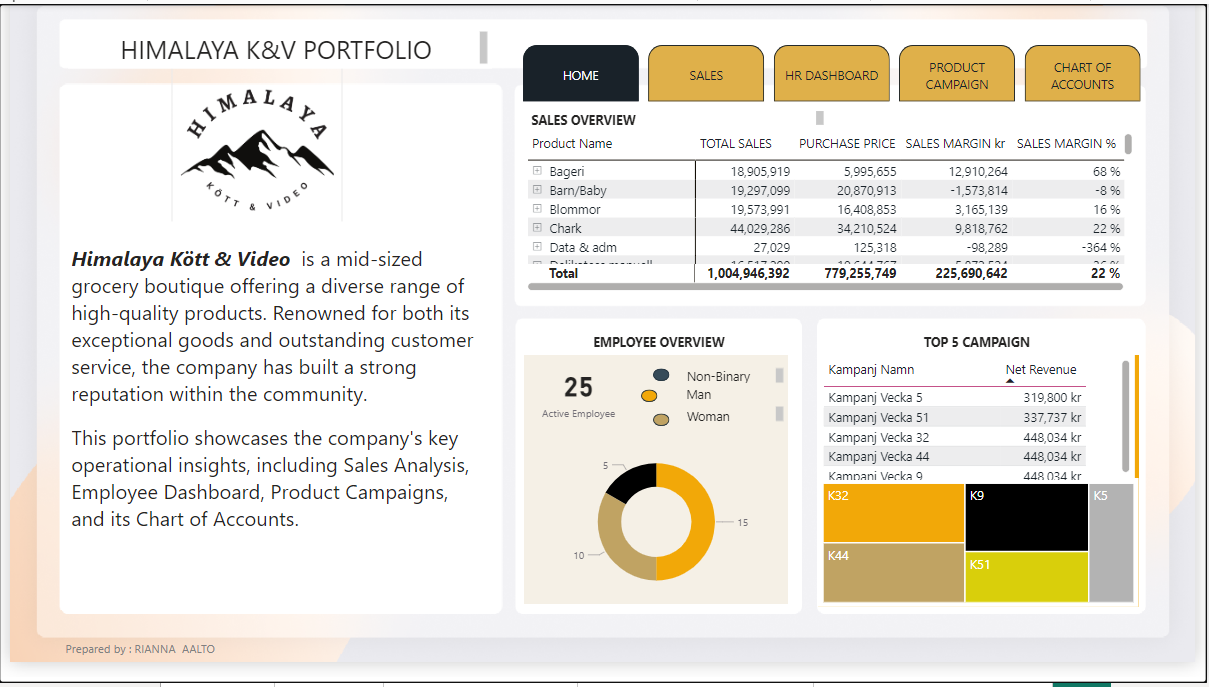 HIMALAYA K&V PORTFOLIO
HOME
SALES
HR DASHBOARD
PRODUCT
CAMPAIGN
CHART OF
ACCOUNTS
HIMALAYA
KÖTT & VIDEO
Himalaya Kött & Video is a mid-sized
grocery boutique offering a diverse range of
high-quality products. Renowned for both its
exceptional goods and outstanding customer
service, the company has built a strong
reputation within the community.
This portfolio showcases the company's key
operational insights, including Sales Analysis,
Employee Dashboard, Product Campaigns,
and its Chart of Accounts.
SALES OVERVIEW
Product Name TOTAL SALES PURCHASE PRICE SALES MARGIN kr SALES MARGIN %
Bageri 18,905,919 5,995,655 12,910,264 68 %
Barn/Baby 19,297,099 20,870,913 -1,573,814 -8 %
Blommor 19,573,991 16,408,853 3,165,139 16 %
Chark 44,029,286 34,210,524 9,818,762 22 %
Data & adm 27,029 125,318 -98,289 -364 %
Total 1,004,946,392 779,255,749 225,690,642 22 %
EMPLOYEE OVERVIEW
25
Active Employee
Non-Binary
Man
Woman
5
15
10
TOP 5 CAMPAIGN
Kampanj Namn Net Revenue
Kampanj Vecka 5 319,800 kr
Kampanj Vecka 51 337,737 kr
Kampanj Vecka 32 448,034 kr
Kampanj Vecka 44 448,034 kr
Kampanj Vecka 9 448,034 kr
K32
K9
K5
K44
K51
Prepared by : RIANNA AALTO